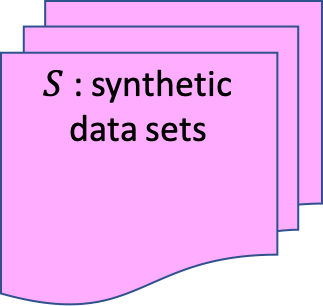 S : synthetic
data sets